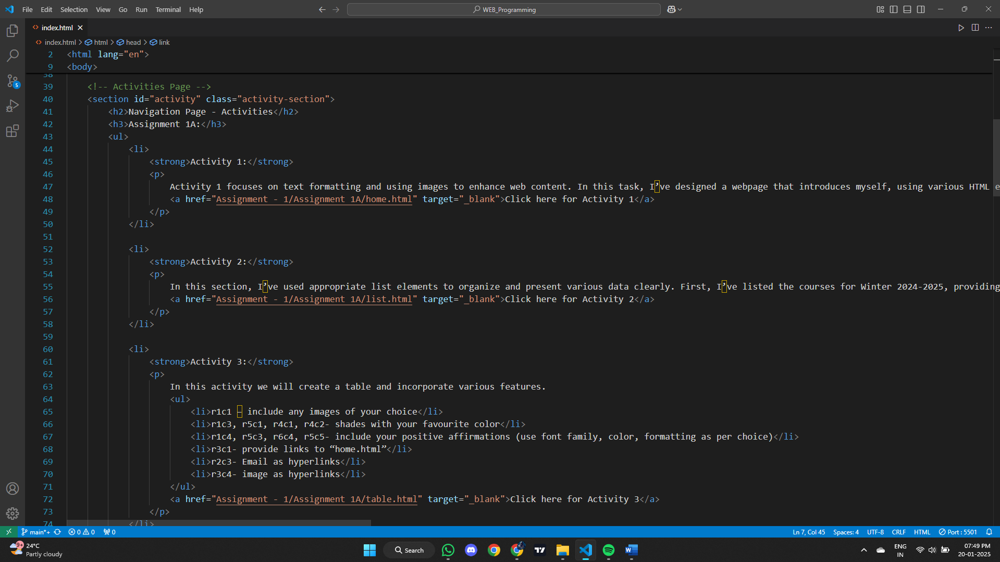 File Edit Selection View Go Run Terminal Help
WEB_Programming
index.html
index.html > html > head > link
2 <html lang="en">
9 <body>
38
39 <!-- Activities Page -->
40 <section id="activity" class="activity-section">
41 <h2>Navigation Page - Activities</h2>
42 <h3>Assignment 1A:</h3>
43 <ul>
44 <li>
45 <strong>Activity 1:</strong>
46 <p>
47 Activity 1 focuses on text formatting and using images to enhance web content. In this task, I’ve designed a webpage that introduces myself, using various HTML e
48 <a href="Assignment - 1/Assignment 1A/home.html" target="_blank">Click here for Activity 1</a>
49 </p>
50 </li>
51
52 <li>
53 <strong>Activity 2:</strong>
54 <p>
55 In this section, I’ve used appropriate list elements to organize and present various data clearly. First, I’ve listed the courses for Winter 2024-2025, providing
56 <a href="Assignment - 1/Assignment 1A/list.html" target="_blank">Click here for Activity 2</a>
57 </p>
58 </li>
59
60 <li>
61 <strong>Activity 3:</strong>
62 <p>
63 In this activity we will create a table and incorporate various features.
64 <ul>
65 <li>r1c1 – include any images of your choice</li>
66 <li>r1c3, r5c1, r4c1, r4c2- shades with your favourite color</li>
67 <li>r1c4, r5c3, r6c4, r5c5- include your positive affirmations (use font family, color, formatting as per choice)</li>
68 <li>r3c1- provide links to “home.html”</li>
69 <li>r2c3- Email as hyperlinks</li>
70 <li>r3c4- image as hyperlinks</li>
71 </ul>
72 <a href="Assignment - 1/Assignment 1A/table.html" target="_blank">Click here for Activity 3</a>
73 </p>
74 </li>
5
main*+ 0 0 0 Ln 7, Col 45 Spaces: 4 UTF-8 CRLF HTML Port : 5501
9+ 24°C
Partly cloudy
Search
ENG
IN
07:49 PM
20-01-2025